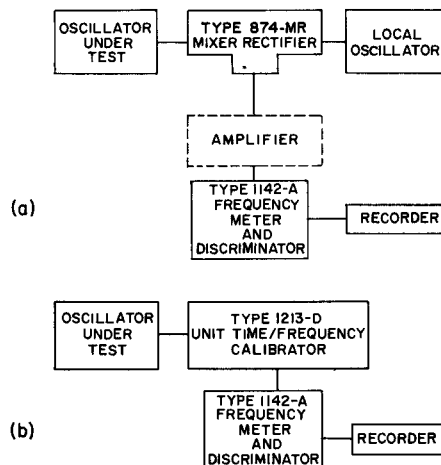 OSCILLATOR
UNDER
TEST
TYPE 874-MR
MIXER RECTIFIER
LOCAL
OSCILLATOR
AMPLIFIER
(a)
TYPE 1142-A
FREQUENCY
METER
AND
DISCRIMINATOR
RECORDER
OSCILLATOR
UNDER
TEST
TYPE 1213-D
UNIT TIME/FREQUENCY
CALIBRATOR
(b)
TYPE 1142-A
FREQUENCY
METER
AND
DISCRIMINATOR
RECORDER